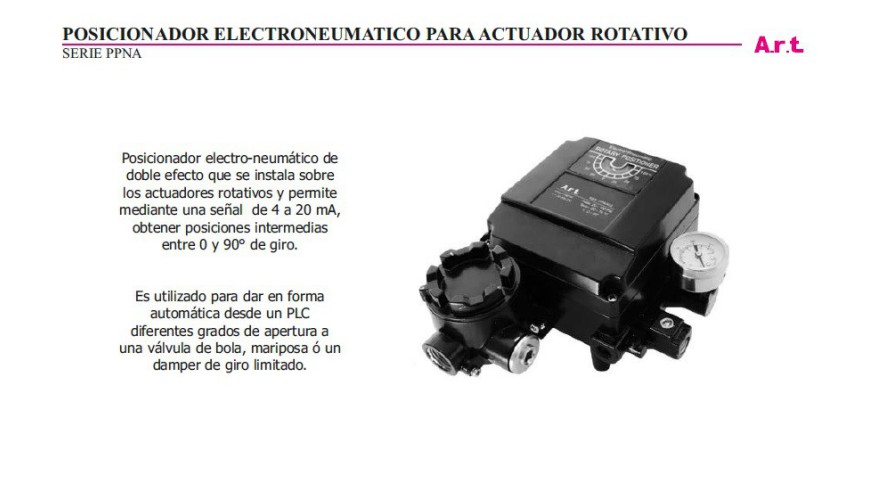 POSICIONADOR ELECTRONEUMATICO PARA ACTUADOR ROTATIVO
SERIE PPNA
A.r.t.
Posicionador electro-neumático de
doble efecto que se instala sobre
los actuadores rotativos y permite
mediante una señal de 4 a 20 mA,
obtener posiciones intermedias
entre 0 y 90° de giro.
Es utilizado para dar en forma
automática desde un PLC
diferentes grados de apertura a
una válvula de bola, mariposa ó un
damper de giro limitado.
ROTARY POSITIONER
A.r.t.